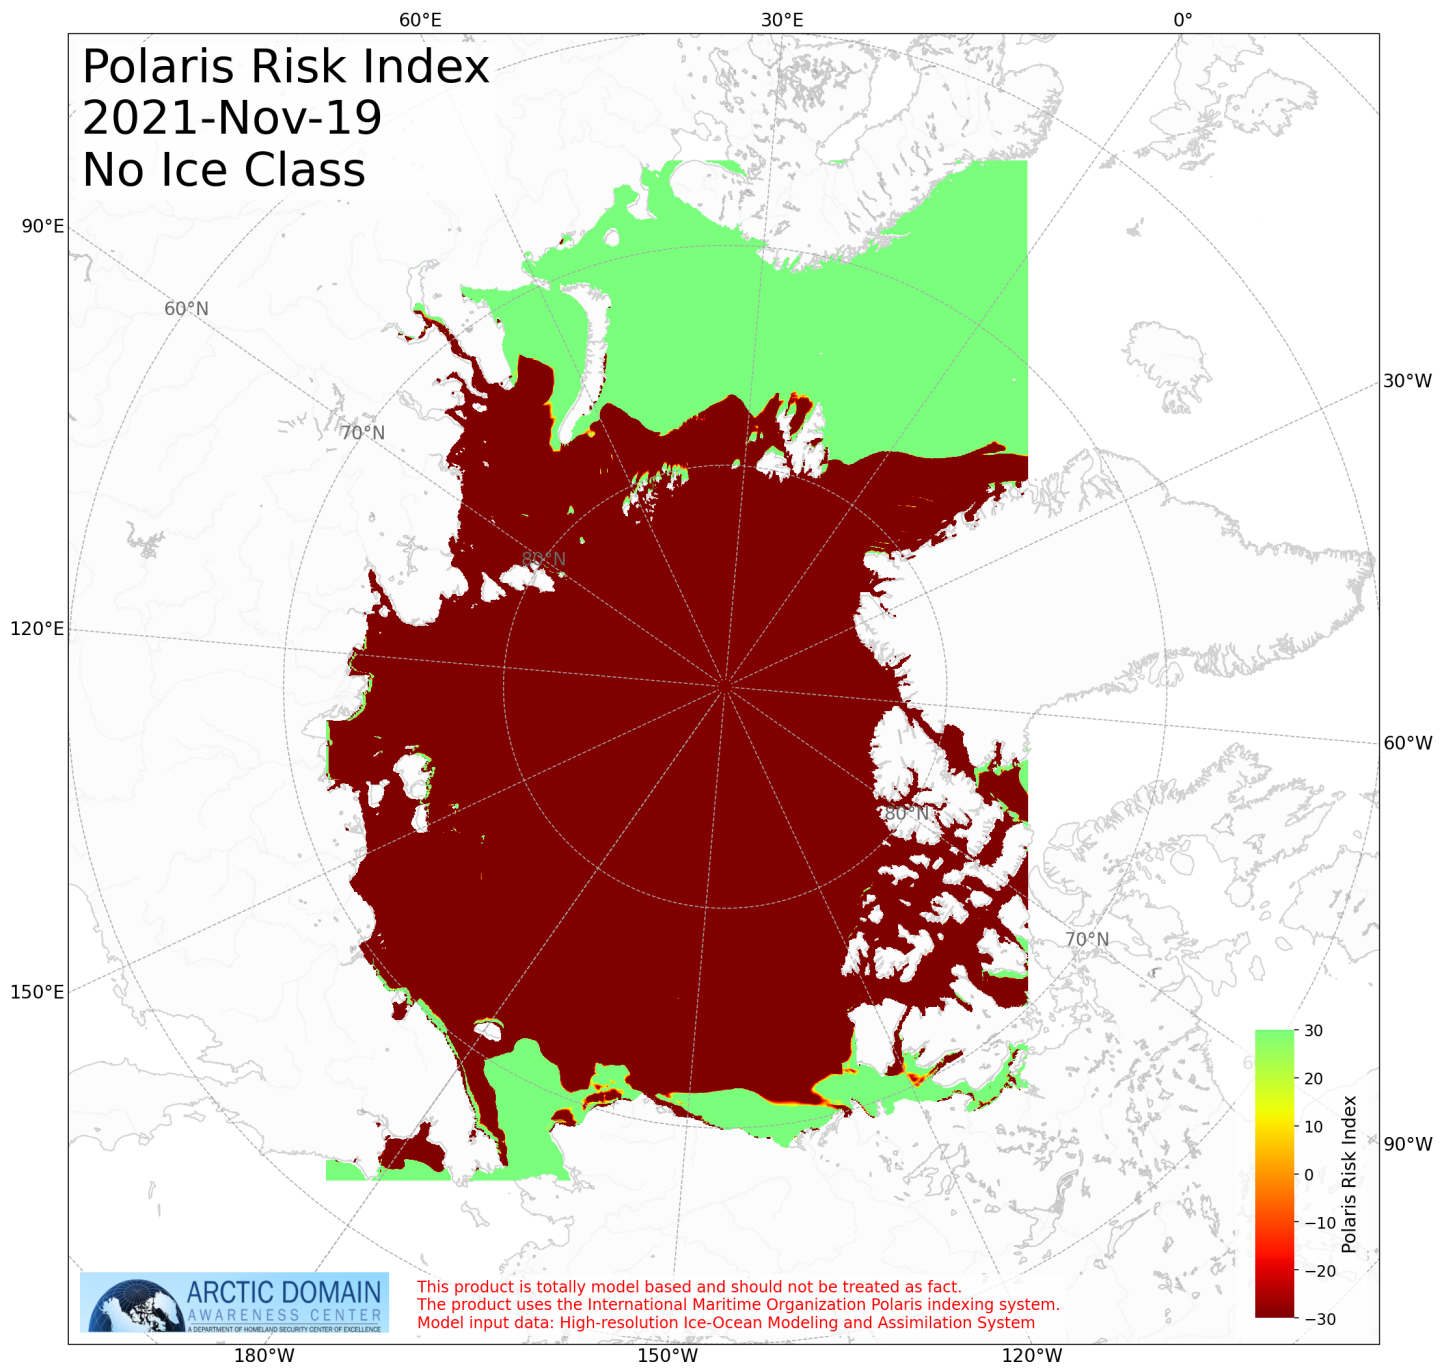 60°E
30°E
0°
Polaris Risk Index
2021-Nov-19
No Ice Class
90°E
60°N
30°W
70°N
80°N
120°E
60°W
80°N
70°N
150°E
30
20
10
0
−10
−20
−30
Polaris Risk Index
90°W
ARCTIC DOMAIN
AWARENESS CENTER
A DEPARTMENT OF HOMELAND SECURITY CENTER OF EXCELLENCE
This product is totally model based and should not be treated as fact.
The product uses the International Maritime Organization Polaris indexing system.
Model input data: High-resolution Ice-Ocean Modeling and Assimilation System
180°W
150°W
120°W